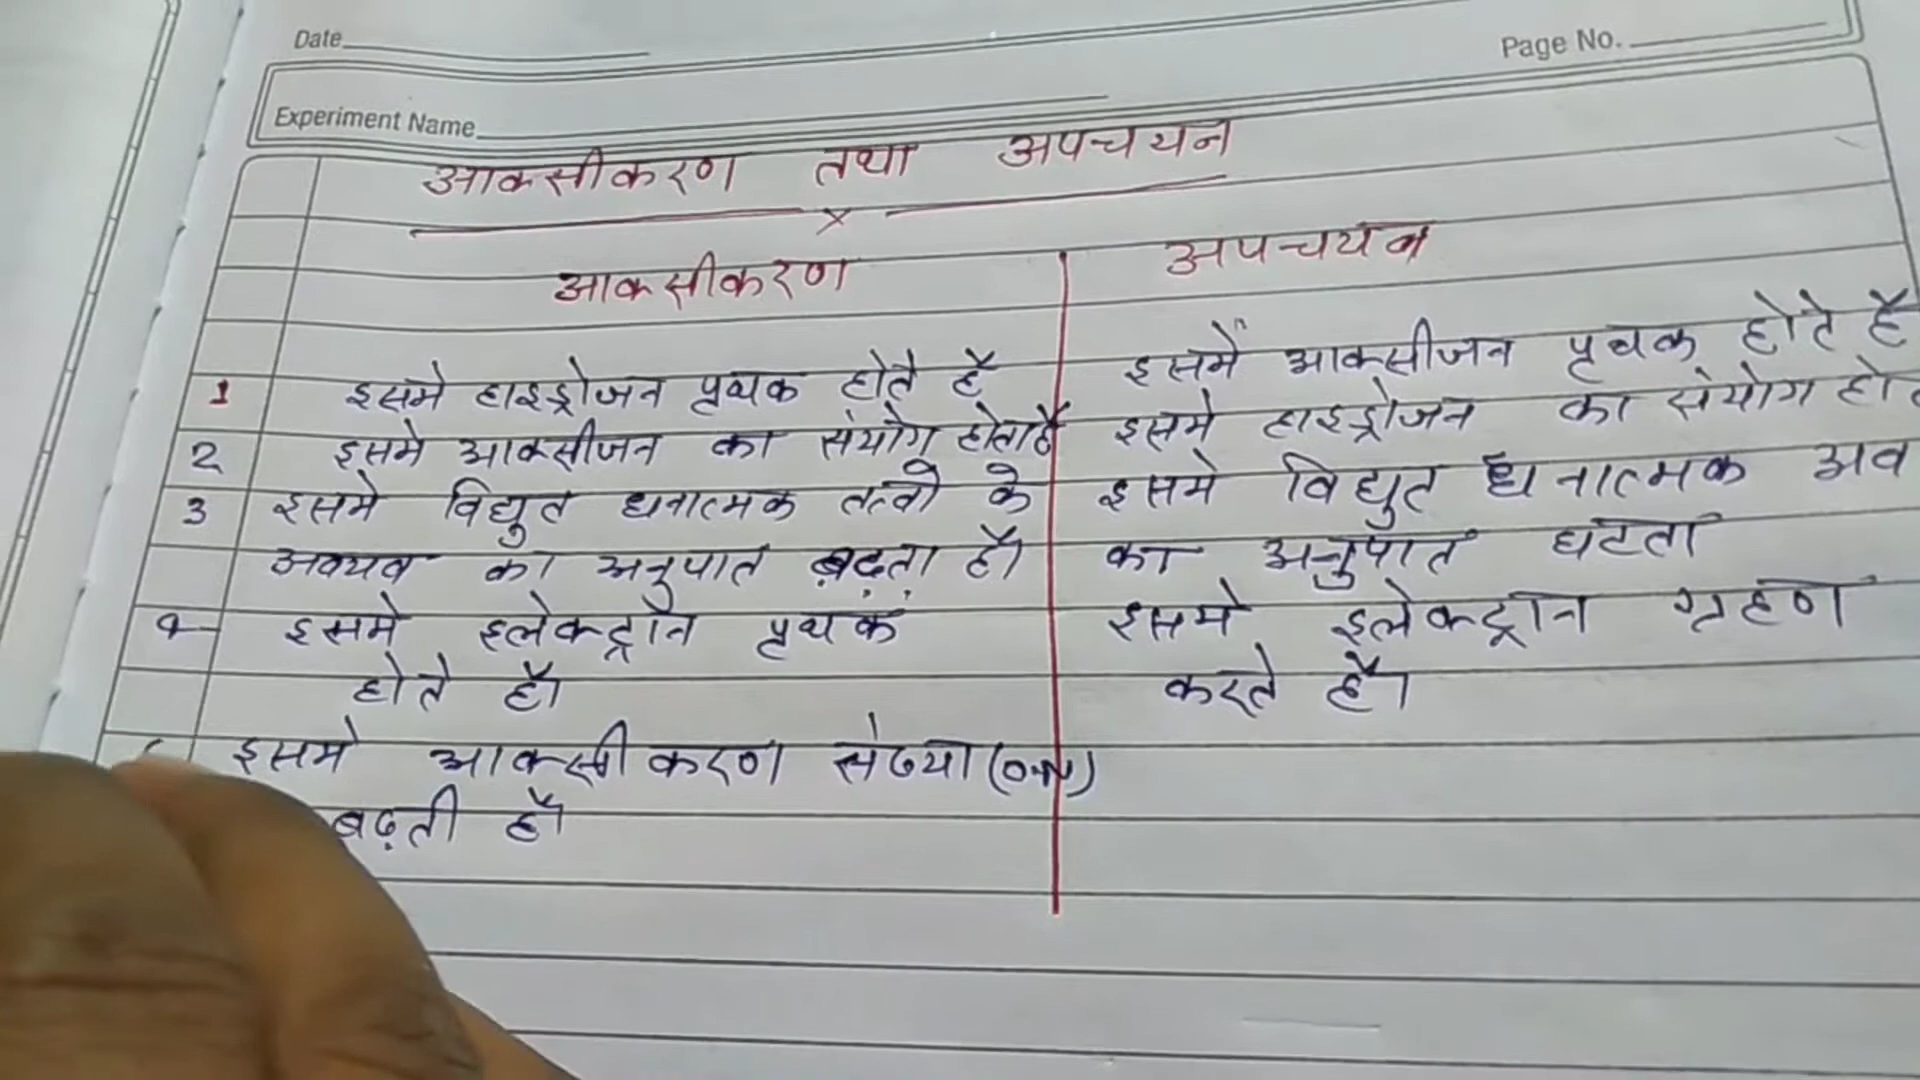 Date
Page No.
Experiment Name
आक्सीकरण तथा अपचयन
x
आक्सीकरण
अपचयन
1 इसमे हाइड्रोजन पृथक होते है
इसमें आक्सीजन पृथक होते है
2 इसमे आक्सीजन का संयोग होता है
इसमे हाइड्रोजन का संयोग
3 इसमे विद्युत धनात्मक तत्वो के
इसमे विद्युत धनात्मक अव
अवयव का अनुपात बढ़ता है।
का अनुपात घटता
4 इसमे इलेक्ट्रान पृथक
इसमे इलेक्ट्रान ग्रहण
होते है।
करते है।
इसमे आक्सीकरण संख्या (O.N)
बढ़ती है।